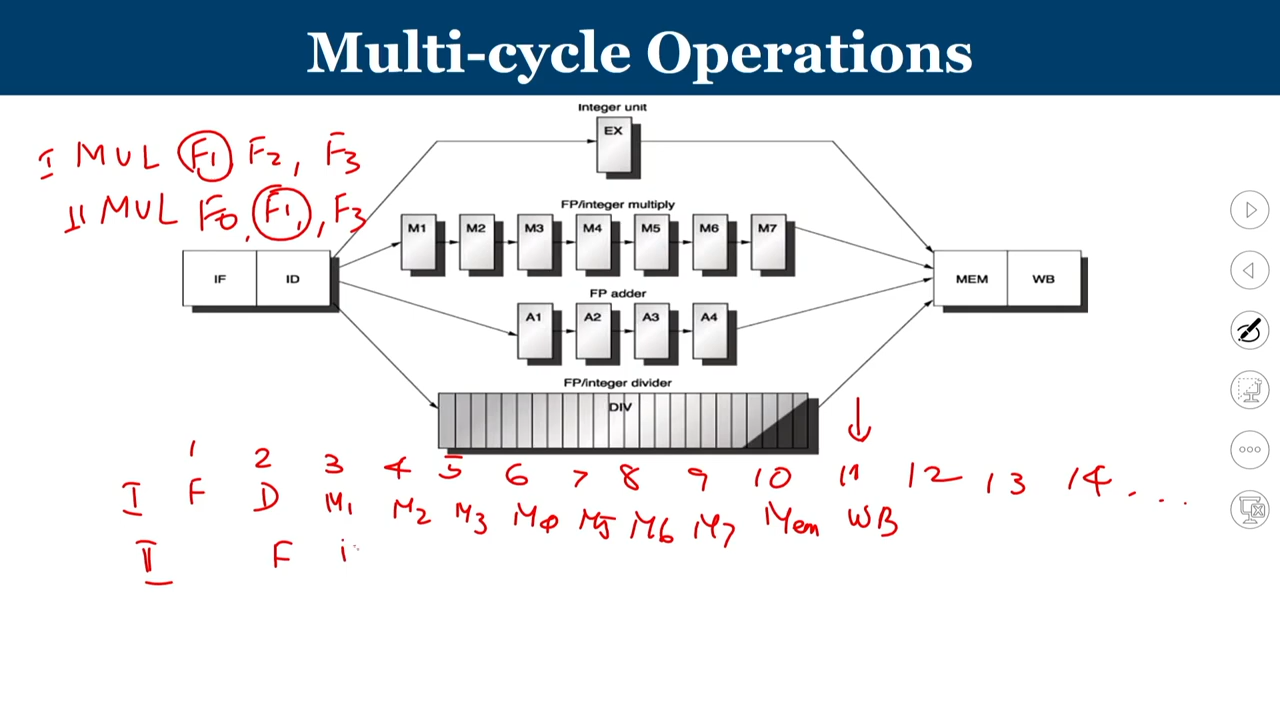 Multi-cycle Operations
Integer unit
EX
I MUL F1 F2, F3
FP/integer multiply
II MUL F0, F1, F3
M1 M2 M3 M4 M5 M6 M7
IF ID MEM WB
FP adder
A1 A2 A3 A4
FP/integer divider
DIV
1 2 3 4 5 6 7 8 9 10 11 12 13 14 . . .
I F D M1 M2 M3 M4 M5 M6 M7 Mem WB
II F